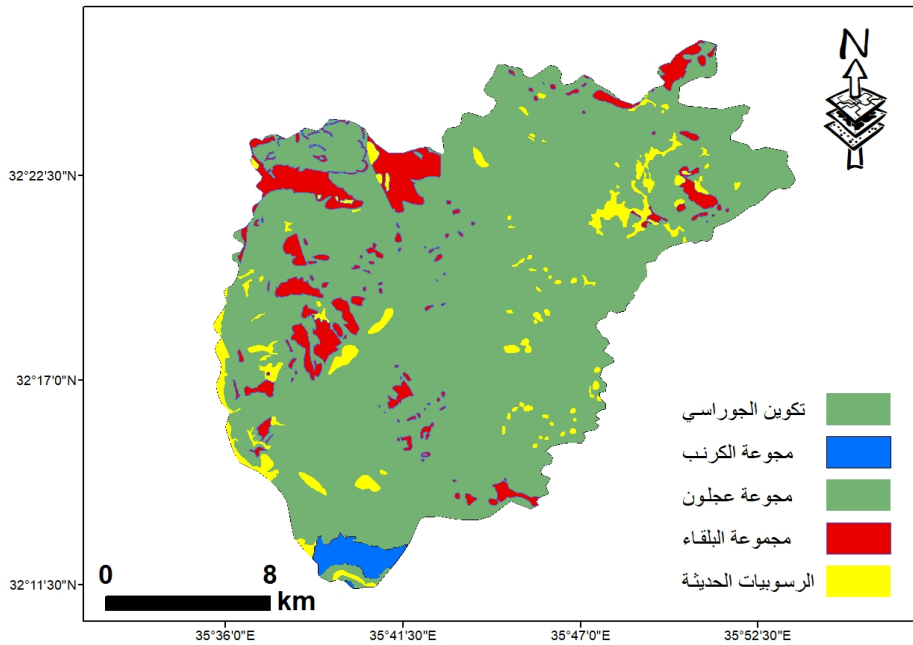 N
32°22'30"N
32°17'0"N
32°11'30"N
تكوين الجوراسي
مجوعة الكرنب
مجوعة عجلون
مجموعة البلقاء
الرسوبيات الحديثة
0 8
km
35°36'0"E 35°41'30"E 35°47'0"E 35°52'30"E